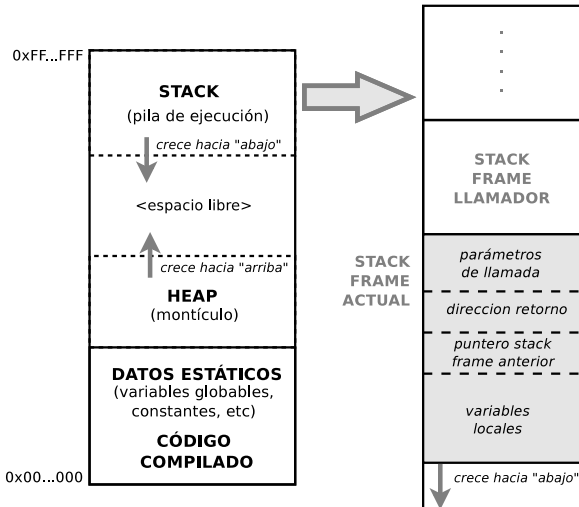 0xFF...FFF
STACK
(pila de ejecución)
crece hacia "abajo"
<espacio libre>
crece hacia "arriba"
HEAP
(montículo)
DATOS ESTÁTICOS
(variables globables,
constantes, etc)
CÓDIGO
COMPILADO
0x00...000
STACK
FRAME
LLAMADOR
STACK
FRAME
ACTUAL
parámetros
de llamada
direccion retorno
puntero stack
frame anterior
variables
locales
crece hacia "abajo"